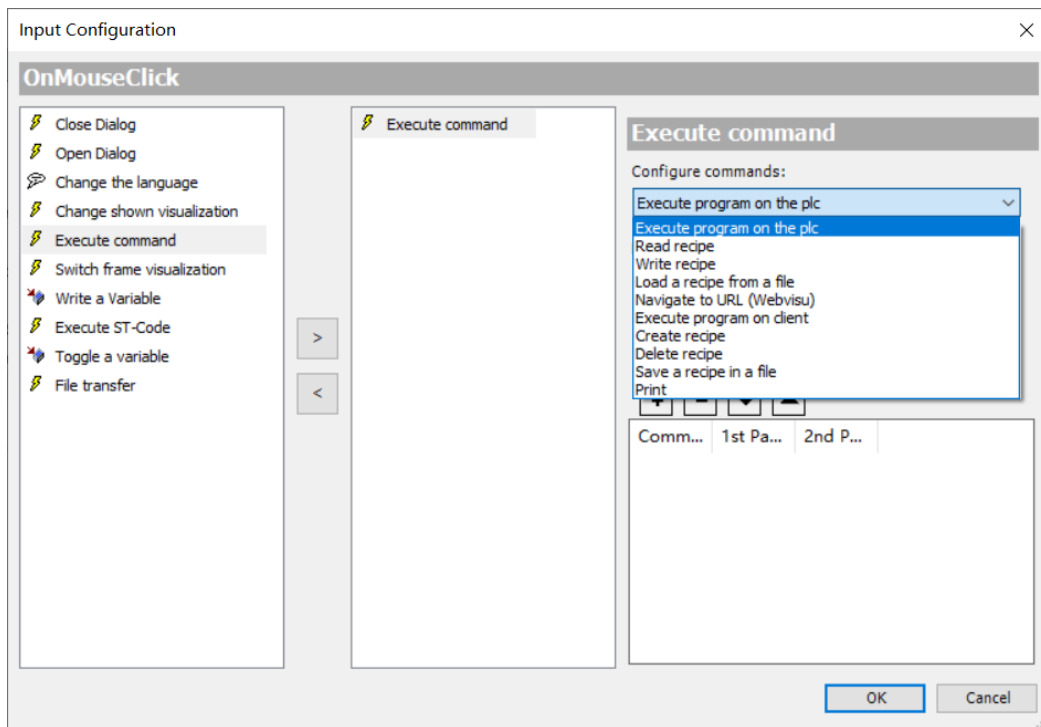 Input Configuration
OnMouseClick
Close Dialog
Open Dialog
Change the language
Change shown visualization
Execute command
Switch frame visualization
Write a Variable
Execute ST-Code
Toggle a variable
File transfer
>
<
Execute command
Execute command
Configure commands:
Execute program on the plc
Execute program on the plc
Read recipe
Write recipe
Load a recipe from a file
Navigate to URL (Webvisu)
Execute program on client
Create recipe
Delete recipe
Save a recipe in a file
Print
Comm... 1st Pa... 2nd P...
OK Cancel